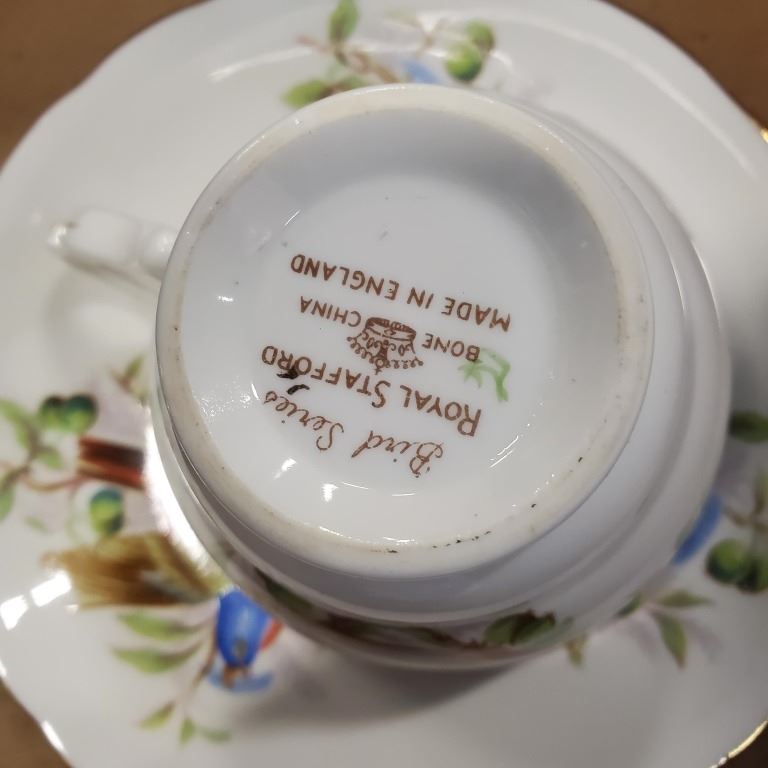 Bird Series
ROYAL STAFFORD
BONE CHINA
MADE IN ENGLAND